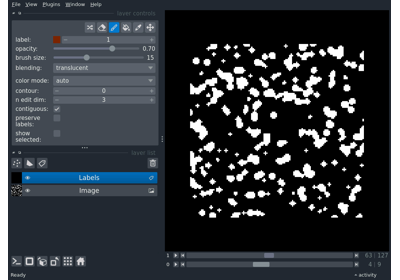 File View Plugins Window Help
layer controls
label: 1
opacity: 0.70
brush size: 15
blending: translucent
color mode: auto
contour: 0
n edit dim: 3
contiguous:
preserve
labels:
show
selected:
layer list
Labels
Image
1 63 127
0 4 9
Ready
activity